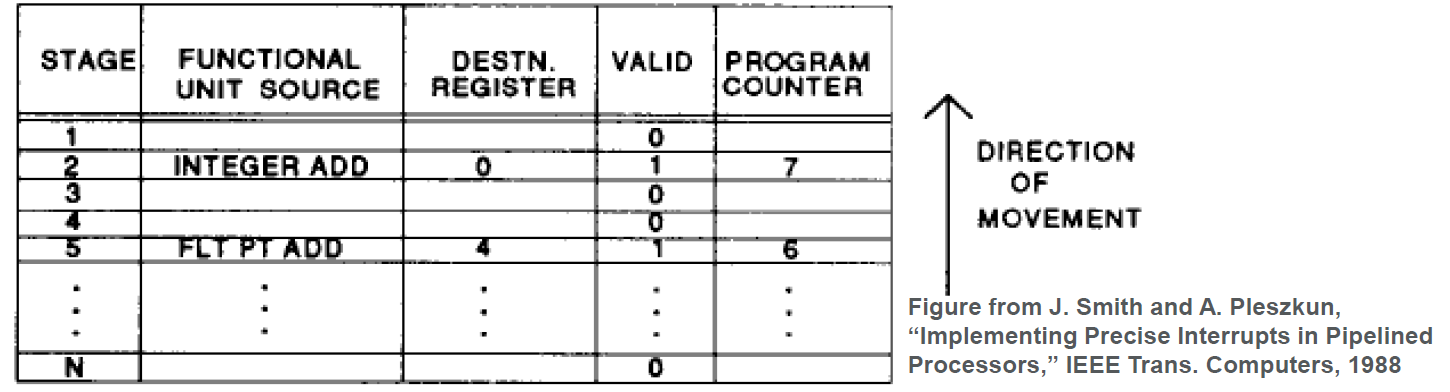 STAGE FUNCTIONAL UNIT SOURCE DESTN. REGISTER VALID PROGRAM COUNTER
1 0
2 INTEGER ADD 0 1 7
3 0
4 0
5 FLT PT ADD 4 1 6
. . . . .
. . . . .
. . . . .
N 0
DIRECTION
OF
MOVEMENT
Figure from J. Smith and A. Pleszkun,
“Implementing Precise Interrupts in Pipelined
Processors,” IEEE Trans. Computers, 1988